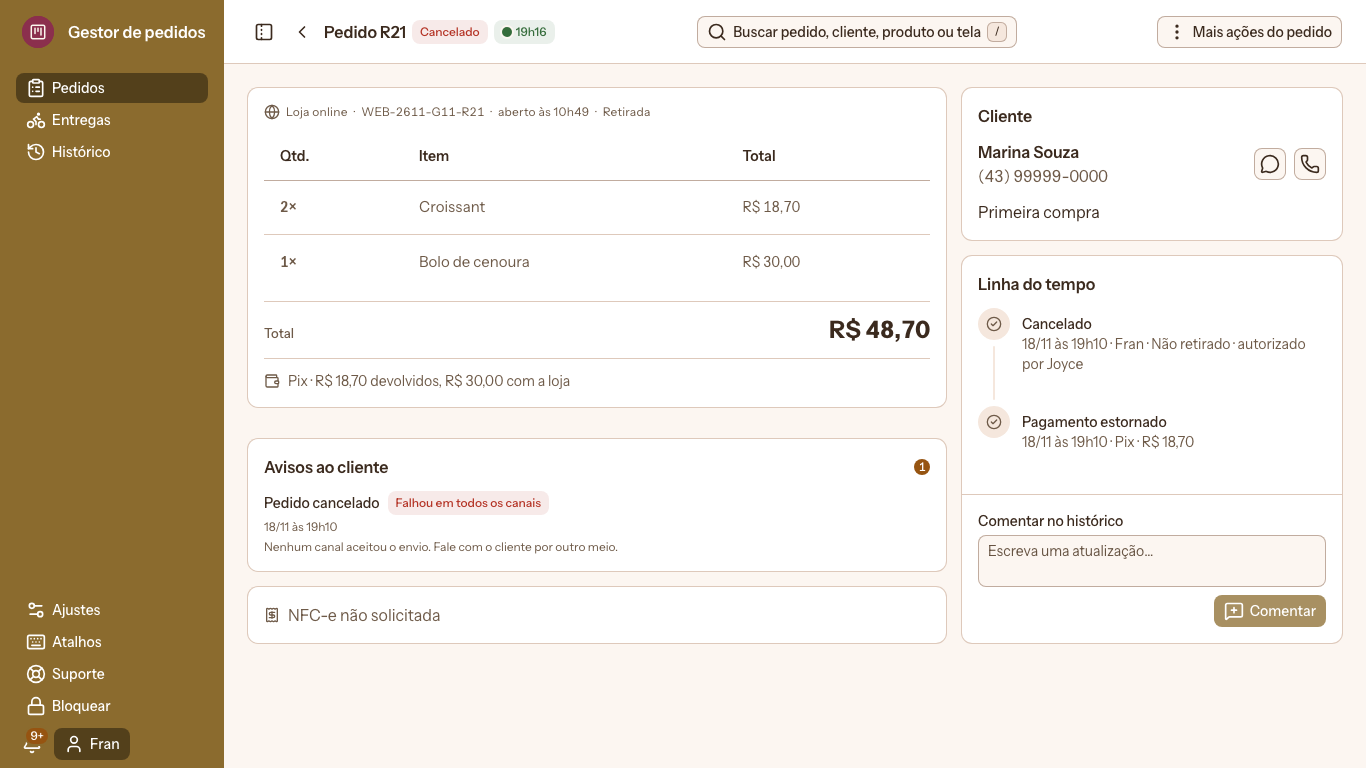 Gestor de pedidos
Pedidos
Entregas
Histórico
Ajustes
Atalhos
Suporte
Bloquear
9+
Fran
Pedido R21
Cancelado
19h16
Buscar pedido, cliente, produto ou tela /
Mais ações do pedido
Loja online · WEB-2611-G11-R21 · aberto às 10h49 · Retirada
Qtd. Item Total
2× Croissant R$ 18,70
1× Bolo de cenoura R$ 30,00
Total R$ 48,70
Pix · R$ 18,70 devolvidos, R$ 30,00 com a loja
Avisos ao cliente 1
Pedido cancelado Falhou em todos os canais
18/11 às 19h10
Nenhum canal aceitou o envio. Fale com o cliente por outro meio.
NFC-e não solicitada
Cliente
Marina Souza
(43) 99999-0000
Primeira compra
Linha do tempo
Cancelado
18/11 às 19h10 · Fran · Não retirado · autorizado
por Joyce
Pagamento estornado
18/11 às 19h10 · Pix · R$ 18,70
Comentar no histórico
Escreva uma atualização...
Comentar